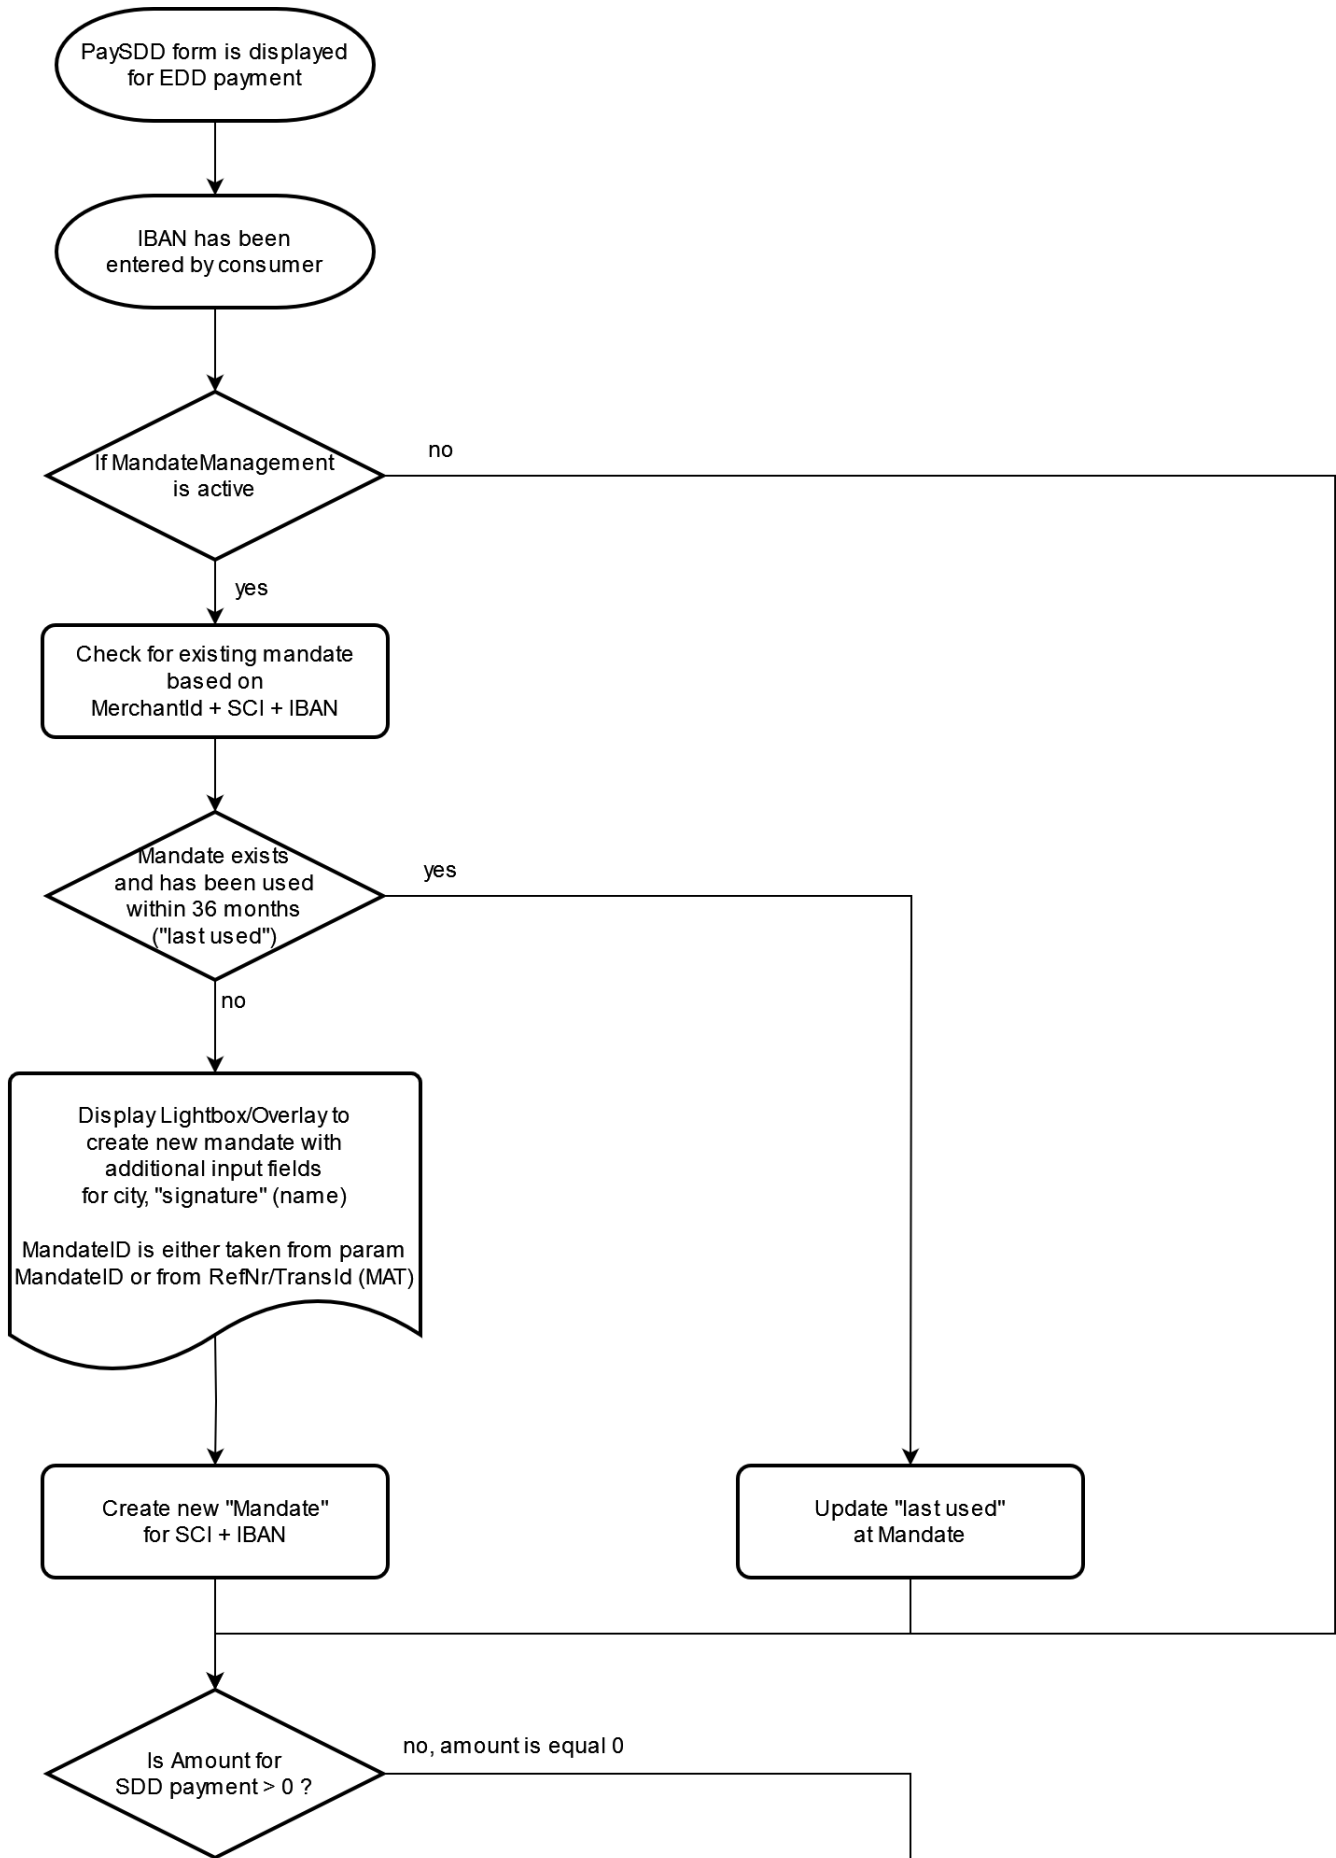 PaySDD form is displayed
for EDD payment
IBAN has been
entered by consumer
If MandateManagement
is active
no
yes
Check for existing mandate
based on
MerchantId + SCI + IBAN
Mandate exists
and has been used
within 36 months
("last used")
yes
no
Display Lightbox/Overlay to
create new mandate with
additional input fields
for city, "signature" (name)
MandateID is either taken from param
MandateID or from RefNr/TransId (MAT)
Create new "Mandate"
for SCI + IBAN
Update "last used"
at Mandate
Is Amount for
SDD payment > 0 ?
no, amount is equal 0